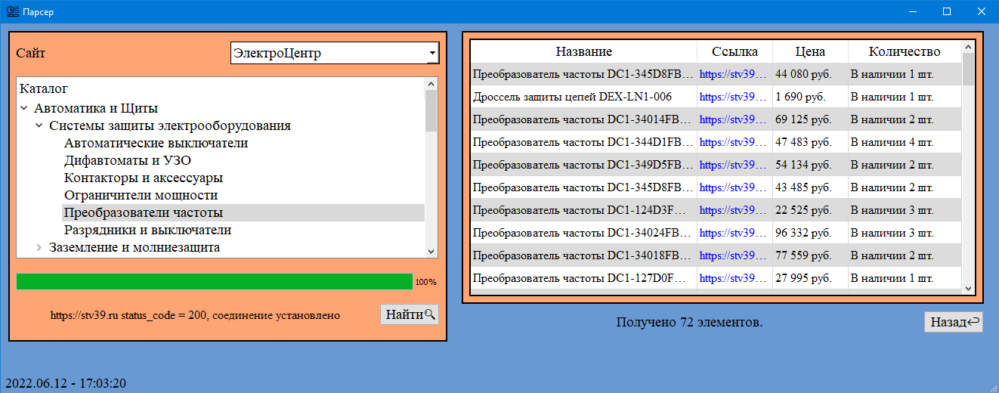 Парсер
Сайт
ЭлектроЦентр
Каталог
Автоматика и Щиты
Системы защиты электрооборудования
Автоматические выключатели
Дифавтоматы и УЗО
Контакторы и аксессуары
Ограничители мощности
Преобразователи частоты
Разрядники и выключатели
Заземление и молниезащита
100%
https://stv39.ru status_code = 200, соединение установлено
Найти
Название Ссылка Цена Количество
Преобразователь частоты DC1-345D8FB… https://stv39… 44 080 руб. В наличии 1 шт.
Дроссель защиты цепей DEX-LN1-006 https://stv39… 1 690 руб. В наличии 1 шт.
Преобразователь частоты DC1-34014FB… https://stv39… 69 125 руб. В наличии 2 шт.
Преобразователь частоты DC1-344D1FB… https://stv39… 47 483 руб. В наличии 4 шт.
Преобразователь частоты DC1-349D5FB… https://stv39… 54 134 руб. В наличии 2 шт.
Преобразователь частоты DC1-345D8FB… https://stv39… 43 485 руб. В наличии 2 шт.
Преобразователь частоты DC1-124D3F… https://stv39… 22 525 руб. В наличии 3 шт.
Преобразователь частоты DC1-34024FB… https://stv39… 96 332 руб. В наличии 3 шт.
Преобразователь частоты DC1-34018FB… https://stv39… 77 559 руб. В наличии 2 шт.
Преобразователь частоты DC1-127D0F… https://stv39… 27 995 руб. В наличии 1 шт.
Получено 72 элементов.
Назад
2022.06.12 - 17:03:20